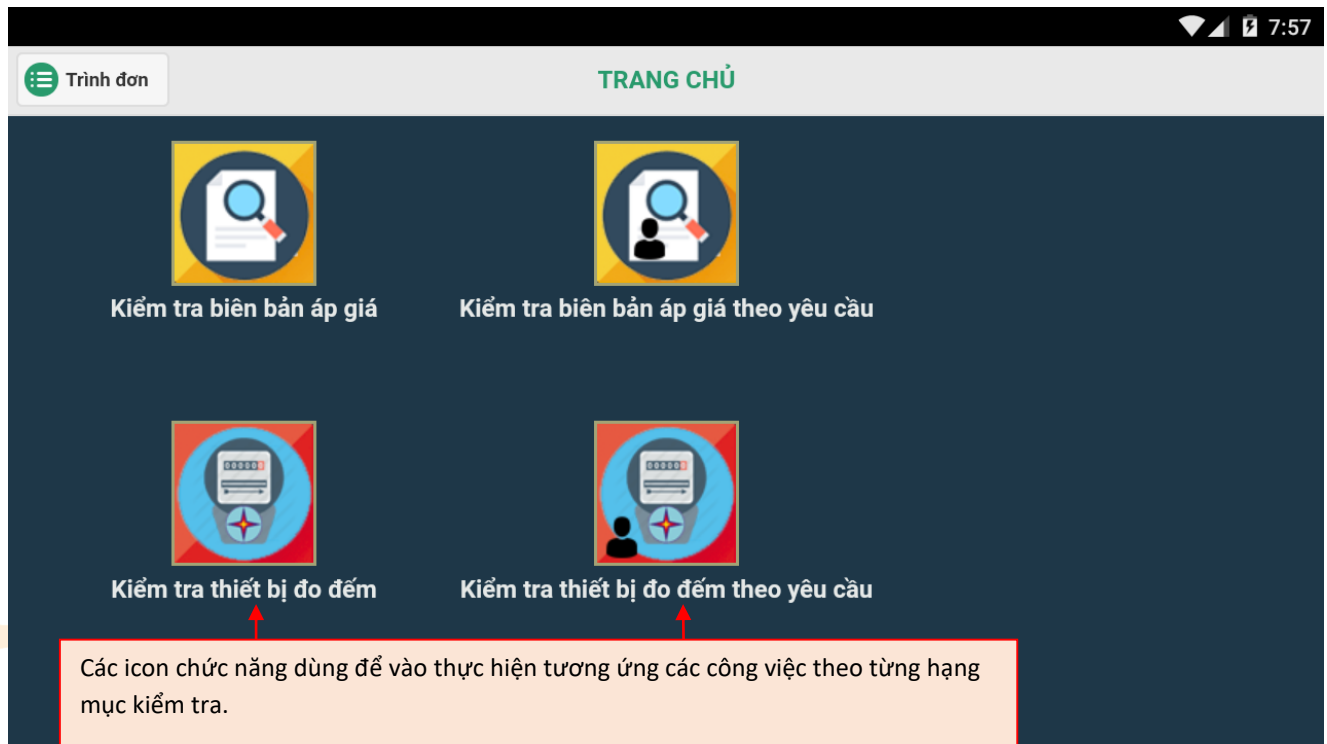 7:57
Trình đơn
TRANG CHỦ
Kiểm tra biên bản áp giá
Kiểm tra biên bản áp giá theo yêu cầu
Kiểm tra thiết bị đo đếm
Kiểm tra thiết bị đo đếm theo yêu cầu
Các icon chức năng dùng để vào thực hiện tương ứng các công việc theo từng hạng
mục kiểm tra.